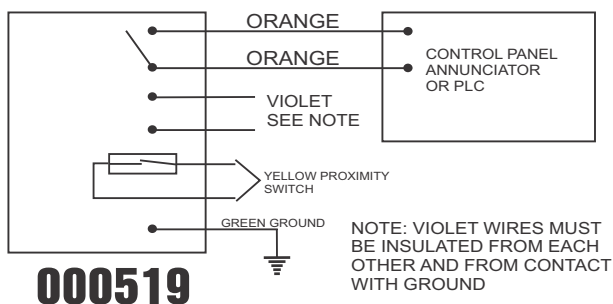 ORANGE
ORANGE
CONTROL PANEL
ANNUNCIATOR
OR PLC
VIOLET
SEE NOTE
YELLOW PROXIMITY
SWITCH
GREEN GROUND
NOTE: VIOLET WIRES MUST
BE INSULATED FROM EACH
OTHER AND FROM CONTACT
WITH GROUND
000519